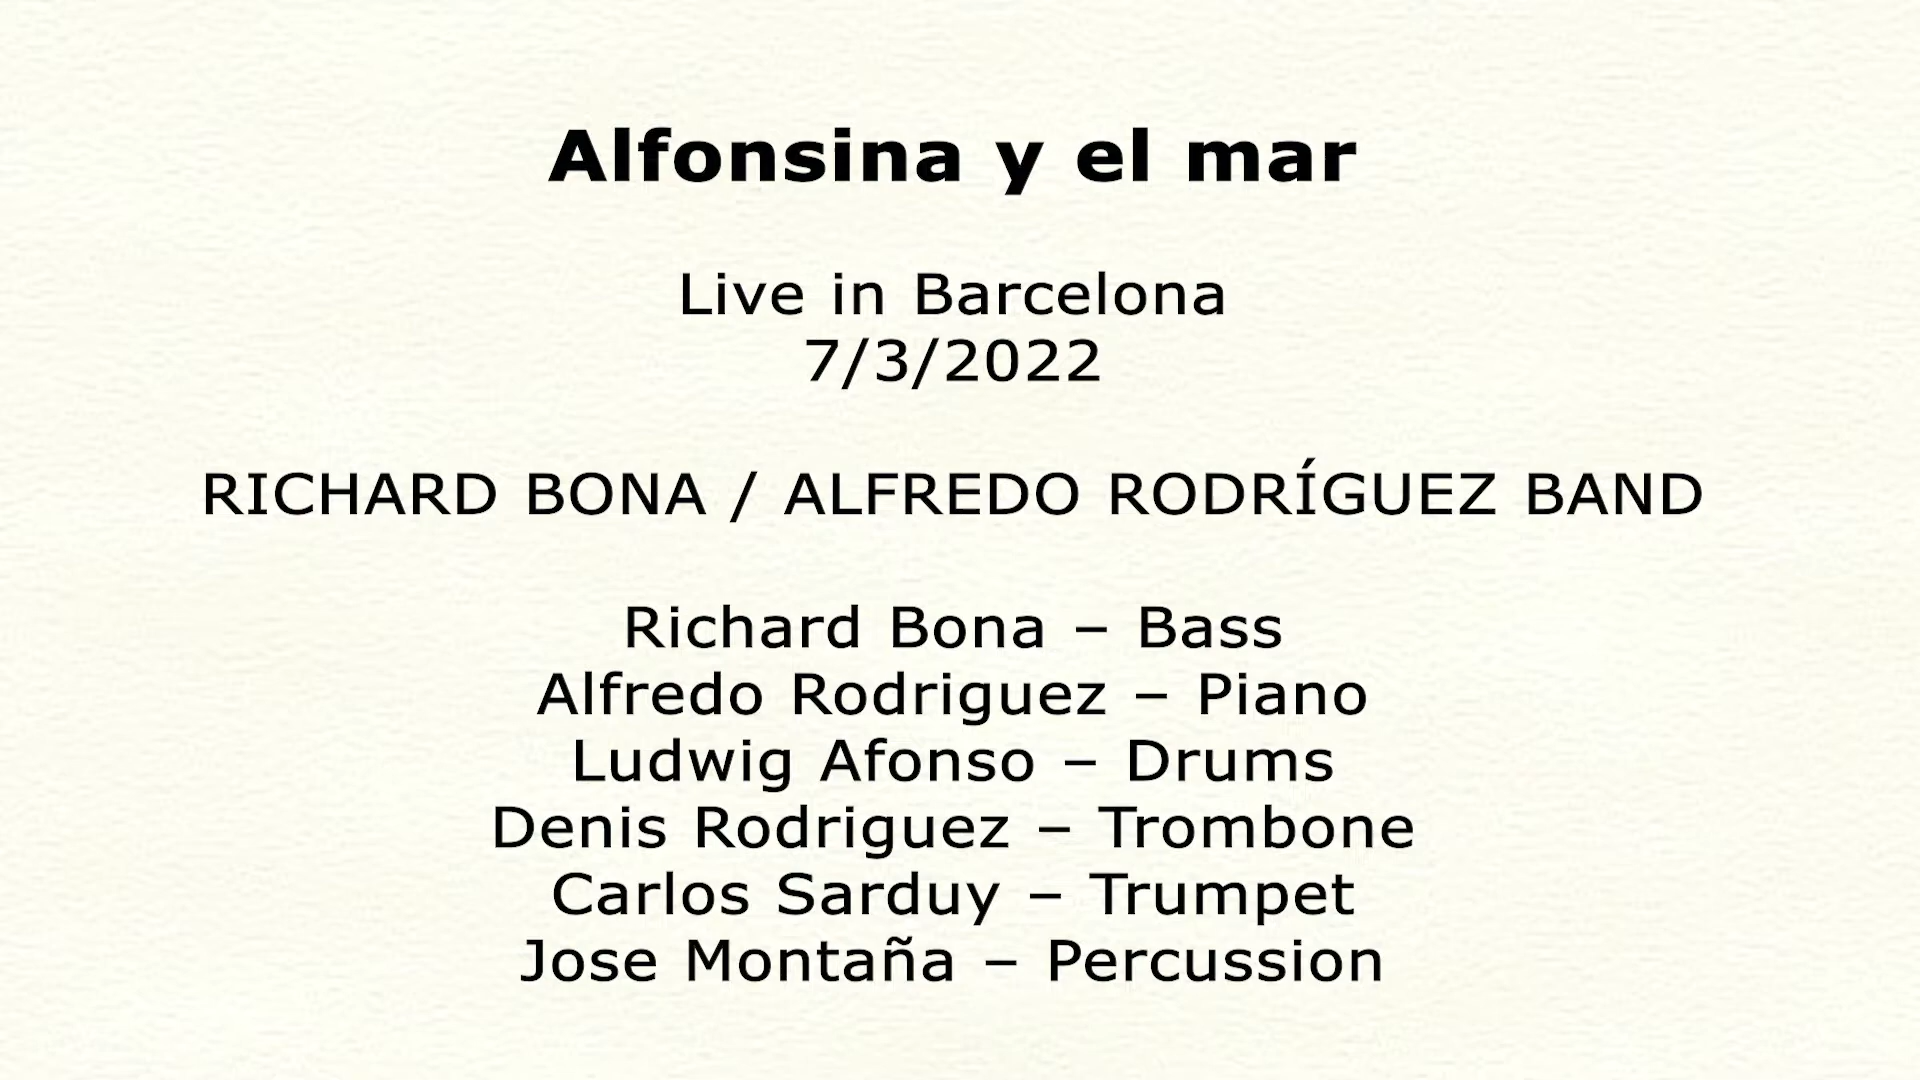 Alfonsina y el mar
Live in Barcelona
7/3/2022
RICHARD BONA / ALFREDO RODRÍGUEZ BAND
Richard Bona – Bass
Alfredo Rodriguez – Piano
Ludwig Afonso – Drums
Denis Rodriguez – Trombone
Carlos Sarduy – Trumpet
Jose Montaña – Percussion